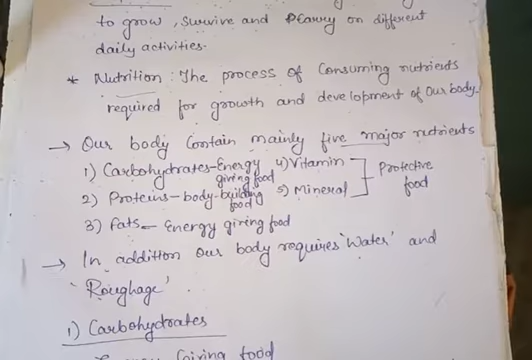 to grow, survive and carry on different
daily activities.
* Nutrition : The process of Consuming nutrients
required for growth and development of Our body.
→ Our body Contain mainly five major nutrients
1) Carbohydrates-Energy giving food 4) Vitamin
2) Proteins-body-building food 5) Mineral
Protective food
3) Fats - Energy giving food
→ In addittion Our body requires 'Water' and
'Roughage'.
1) Carbohydrates
Giving food